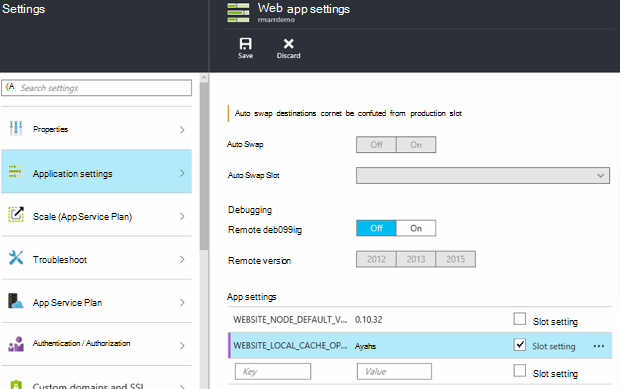 Settings
Web app settings
rmarrdemo
Save
Discard
Search settings
Properties
Application settings
Scale (App Service Plan)
Troubleshoot
App Service Plan
Authentication / Authorization
Custom domains and SSL
Auto swap destinations cornet be confuted from production slot
Auto Swap
Off
On
Auto Swap Slot
Debugging
Remote deb099irg
Off
On
Remote version
2012
2013
2015
App settings
WEBSITE_NODE_DEFAULT_V...
0.10.32
Slot setting
WEBSITE_LOCAL_CACHE_OP...
Ayahs
Slot setting
...
Key
Value
Slot setting